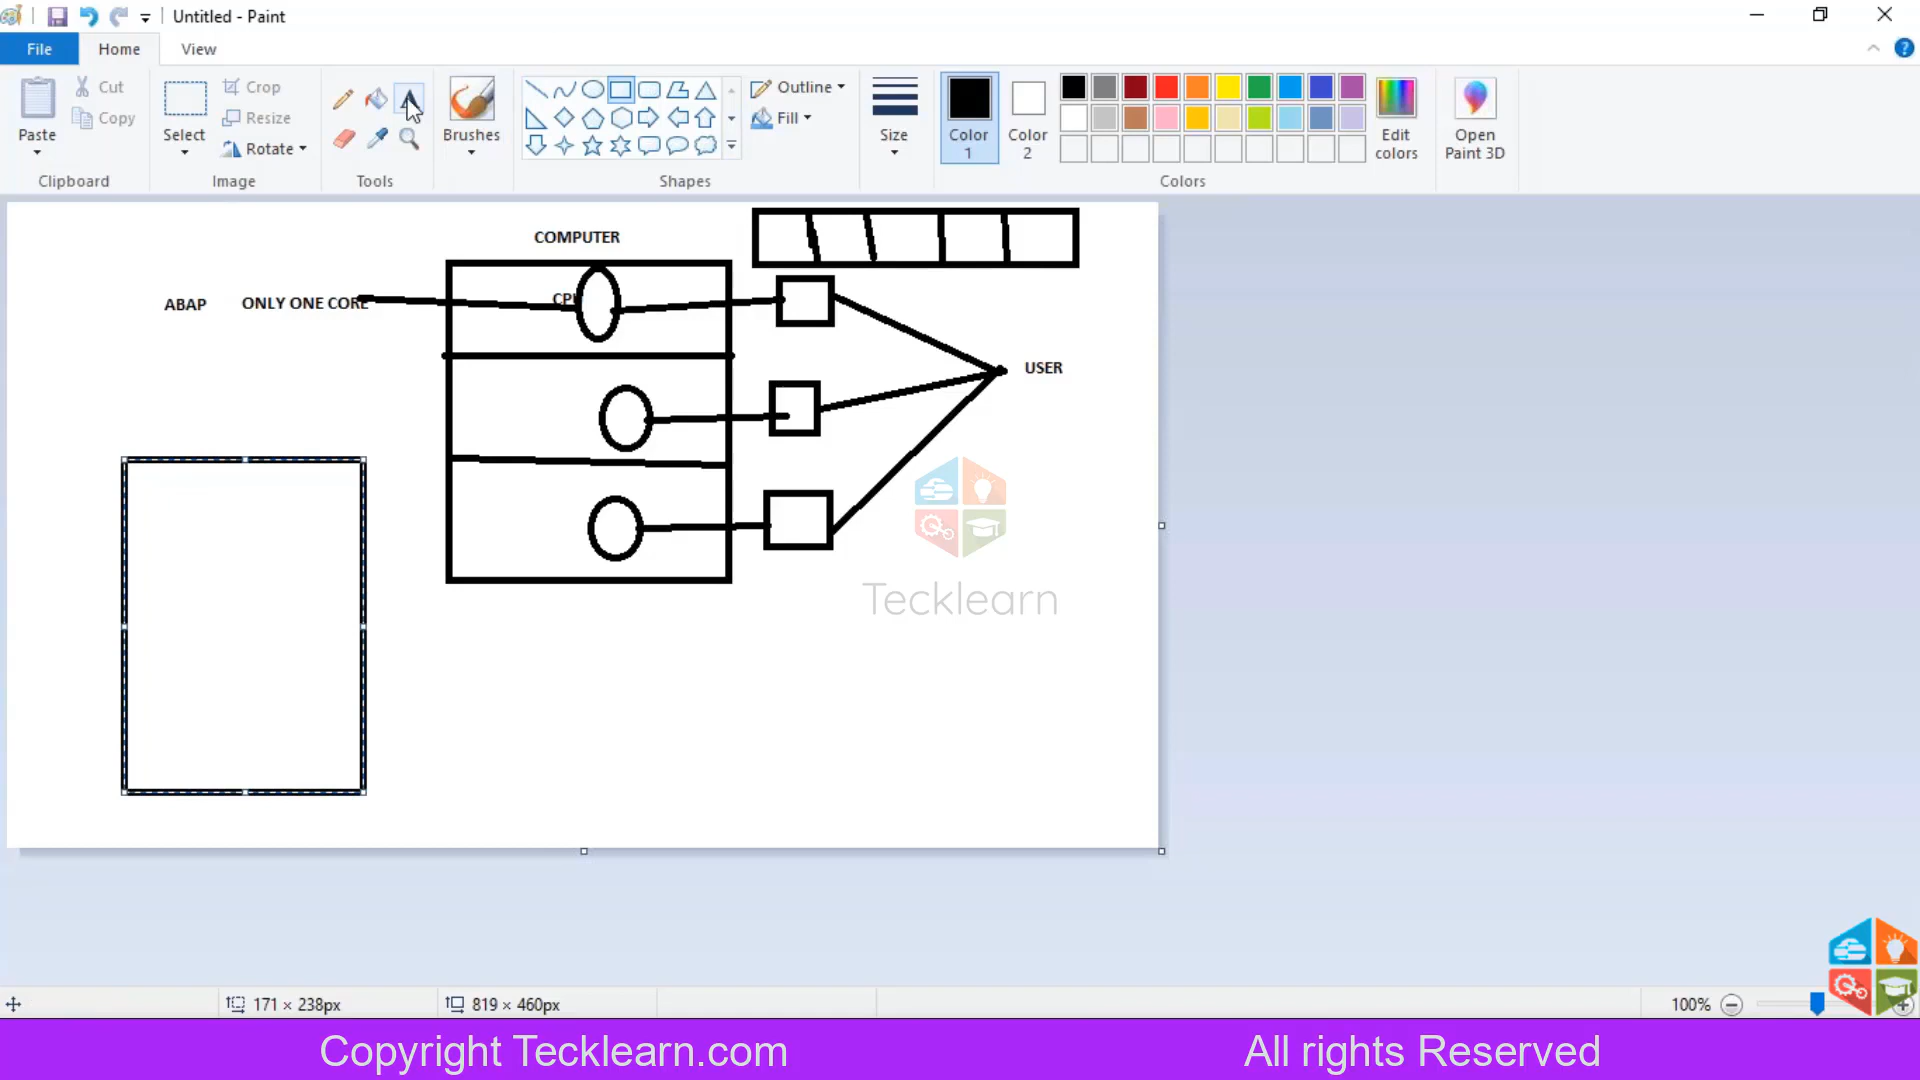 Untitled - Paint
File Home View
Paste Cut Copy Clipboard
Select Crop Resize Rotate Image
Tools
Brushes
Outline Fill Shapes
Size
Color 1 Color 2 Edit colors Colors
Open Paint 3D
COMPUTER
ABAP ONLY ONE CORE
USER
Tecklearn
171 × 238px 819 × 460px 100%
Copyright Tecklearn.com All rights Reserved